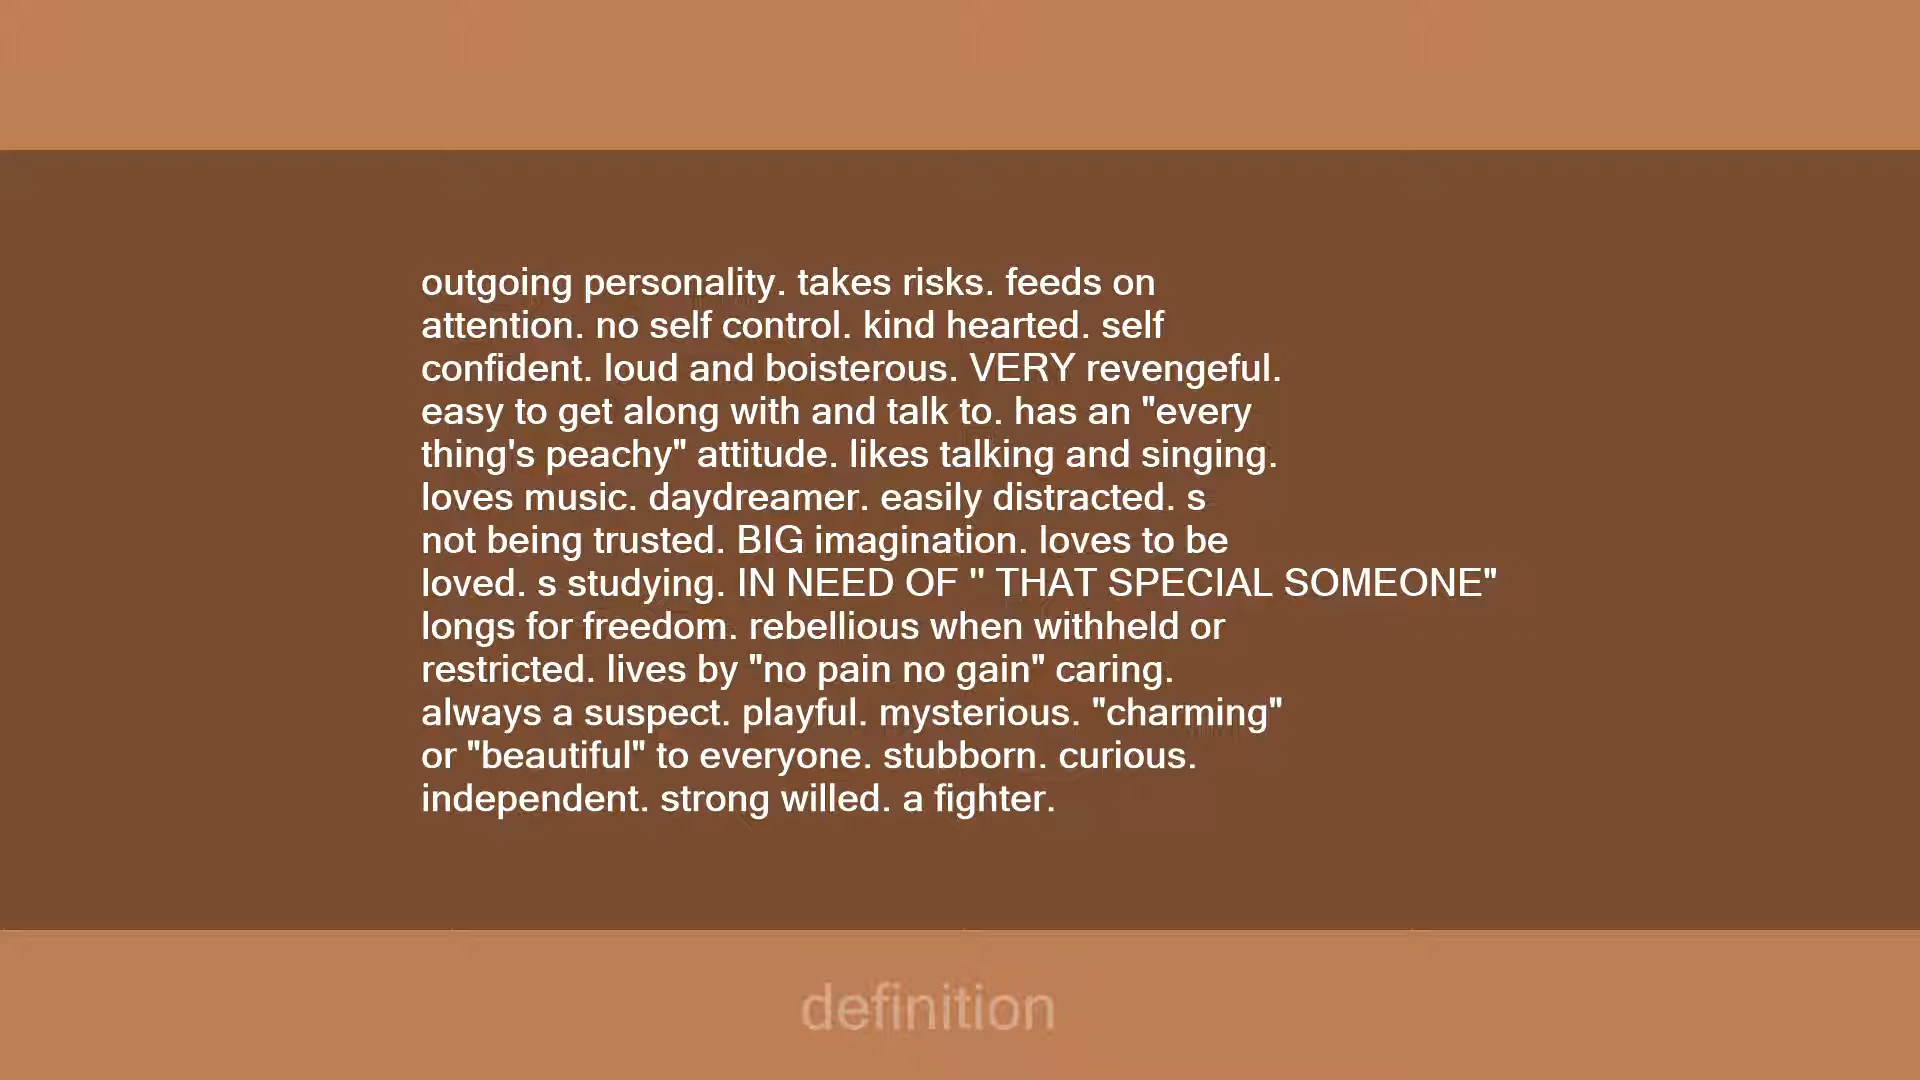 outgoing personality. takes risks. feeds on
attention. no self control. kind hearted. self
confident. loud and boisterous. VERY revengeful.
easy to get along with and talk to. has an "every
thing's peachy" attitude. likes talking and singing.
loves music. daydreamer. easily distracted. s
not being trusted. BIG imagination. loves to be
loved. s studying. IN NEED OF " THAT SPECIAL SOMEONE"
longs for freedom. rebellious when withheld or
restricted. lives by "no pain no gain" caring.
always a suspect. playful. mysterious. "charming"
or "beautiful" to everyone. stubborn. curious.
independent. strong willed. a fighter.
definition